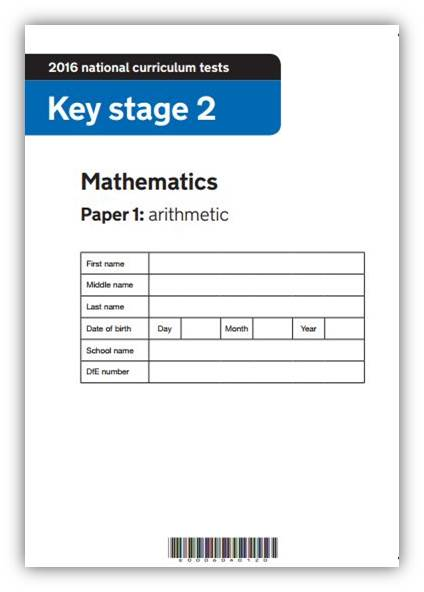 2016 national curriculum tests
Key stage 2
Mathematics
Paper 1: arithmetic
First name
Middle name
Last name
Date of birth Day Month Year
School name
DfE number